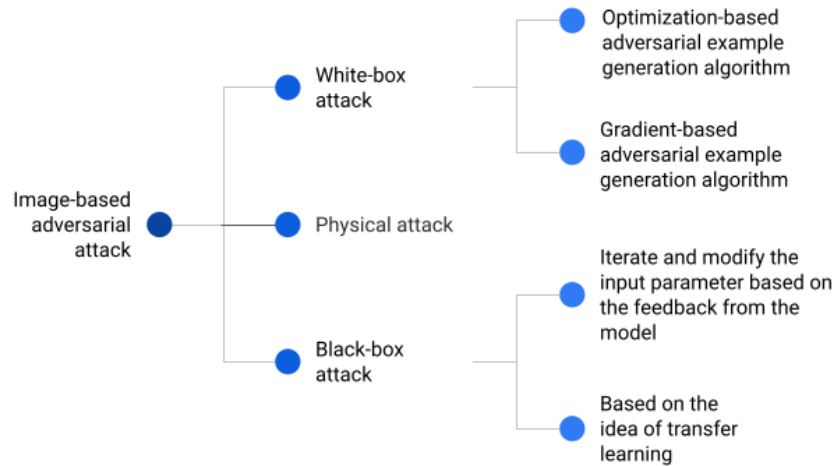 Image-based
adversarial
attack
White-box
attack
Optimization-based
adversarial example
generation algorithm
Gradient-based
adversarial example
generation algorithm
Physical attack
Black-box
attack
Iterate and modify the
input parameter based on
the feedback from the
model
Based on the
idea of transfer
learning